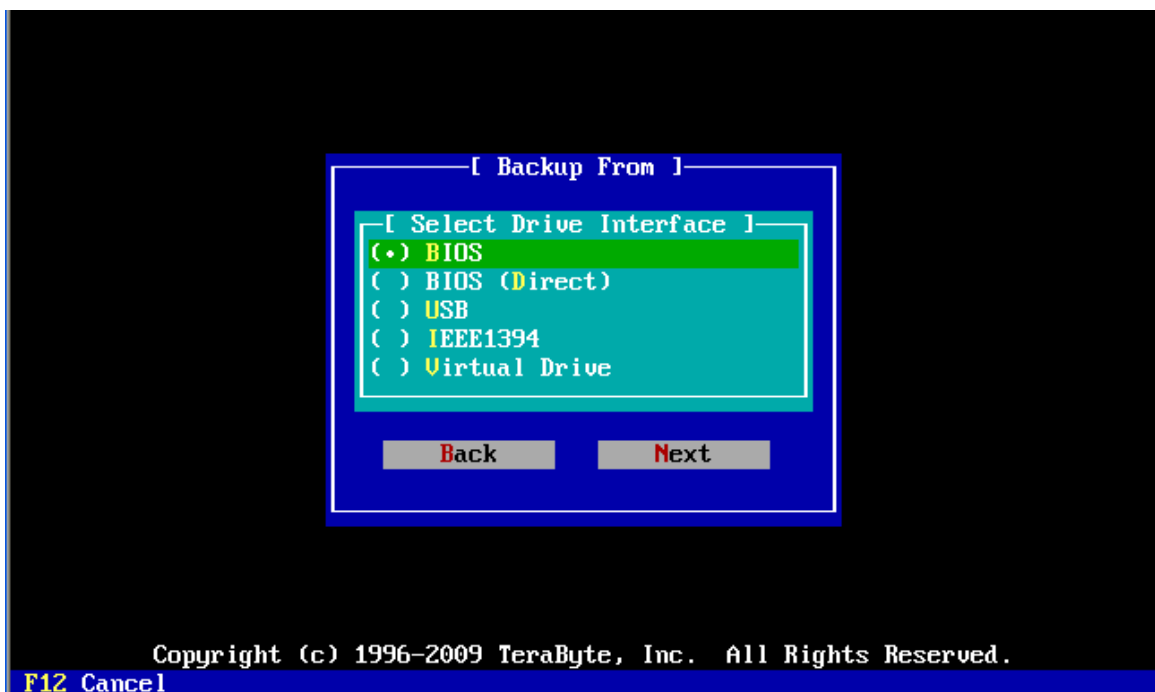 [ Backup From ]
[ Select Drive Interface ]
(•) BIOS
( ) BIOS (Direct)
( ) USB
( ) IEEE1394
( ) Virtual Drive
Back Next
Copyright (c) 1996-2009 TeraByte, Inc. All Rights Reserved.
F12 Cancel